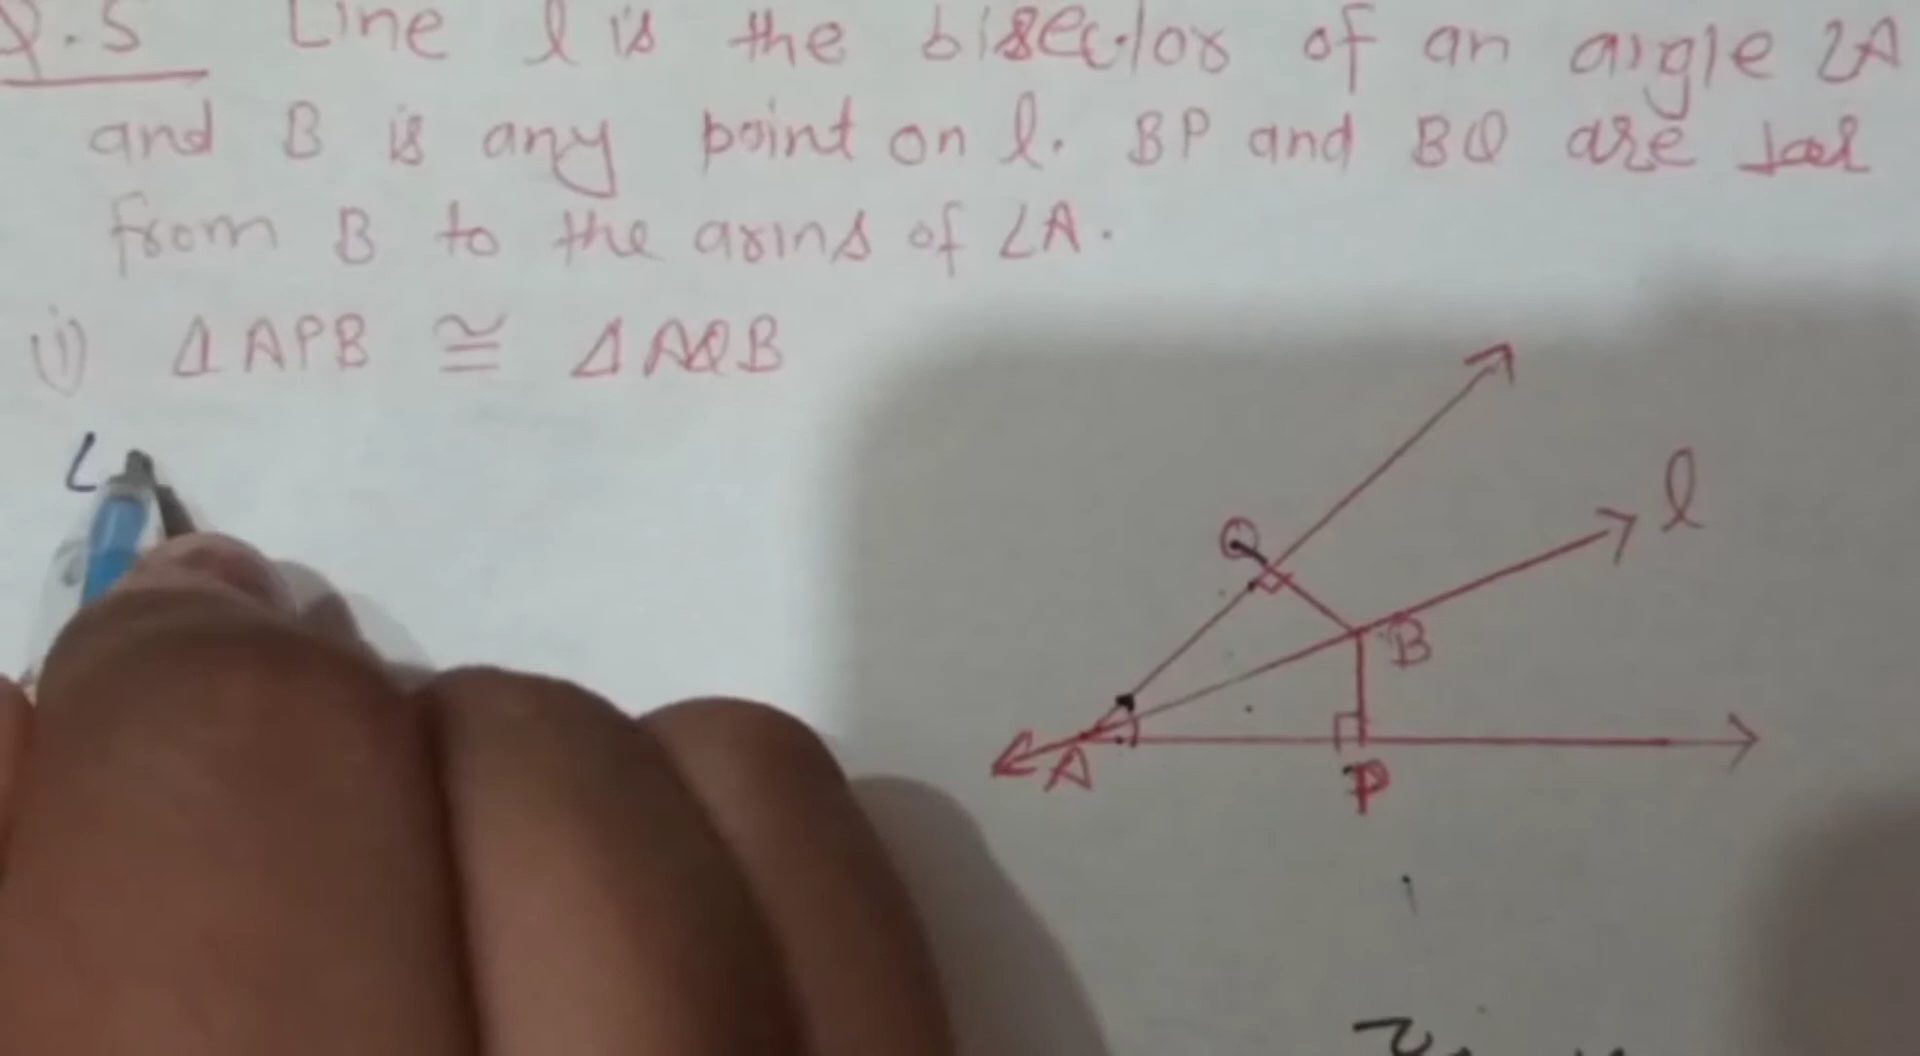 Q.5 Line l is the bisector of an angle ∠A
and B is any point on l. BP and BQ are
from B to the arms of ∠A.
(i) ΔAPB ≅ ΔAQB
∠
l
Q
B
A
P